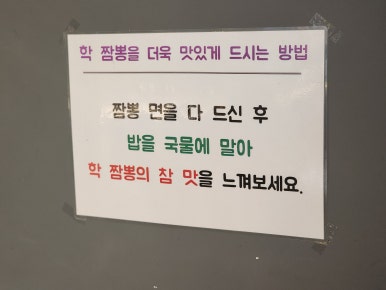 학 짬뽕을 더욱 맛있게 드시는 방법
짬뽕 면을 다 드신 후
밥을 국물에 말아
학 짬뽕의 참 맛을 느껴보세요.